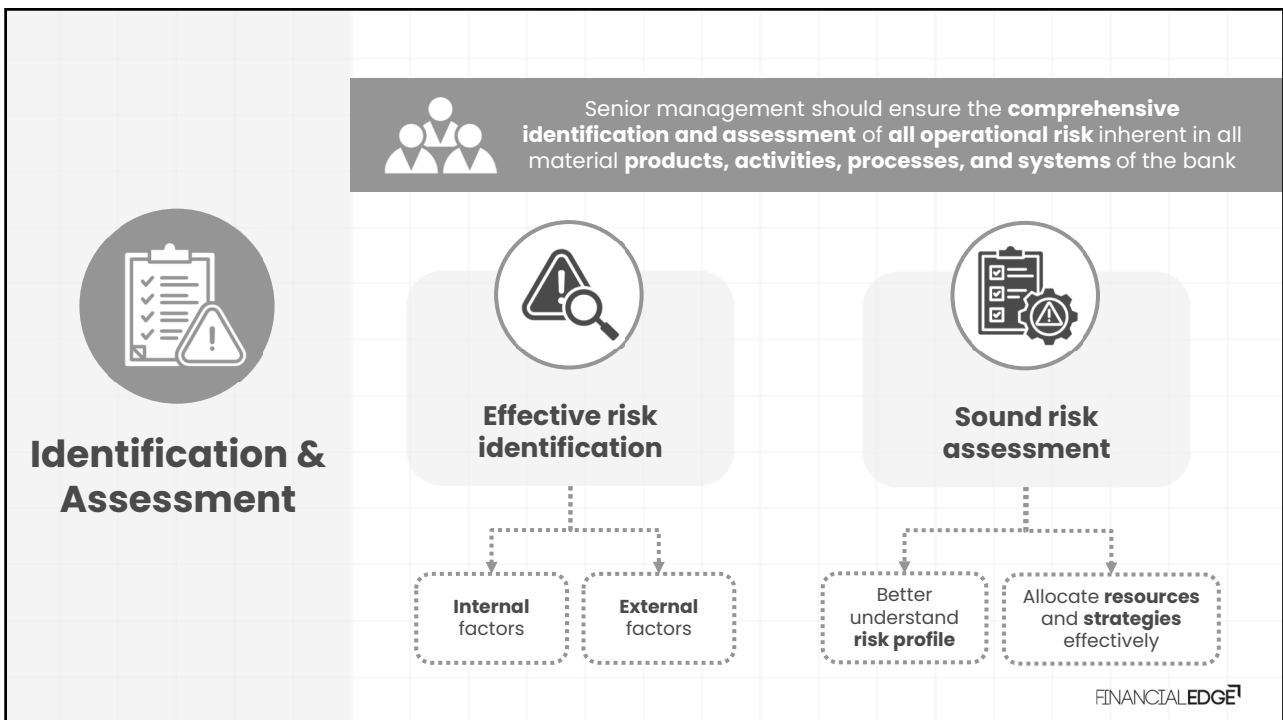 Senior management should ensure the comprehensive
identification and assessment of all operational risk inherent in all
material products, activities, processes, and systems of the bank
Identification &
Assessment
Effective risk
identification
Internal
factors
External
factors
Sound risk
assessment
Better
understand
risk profile
Allocate resources
and strategies
effectively
FINANCIALEDGE